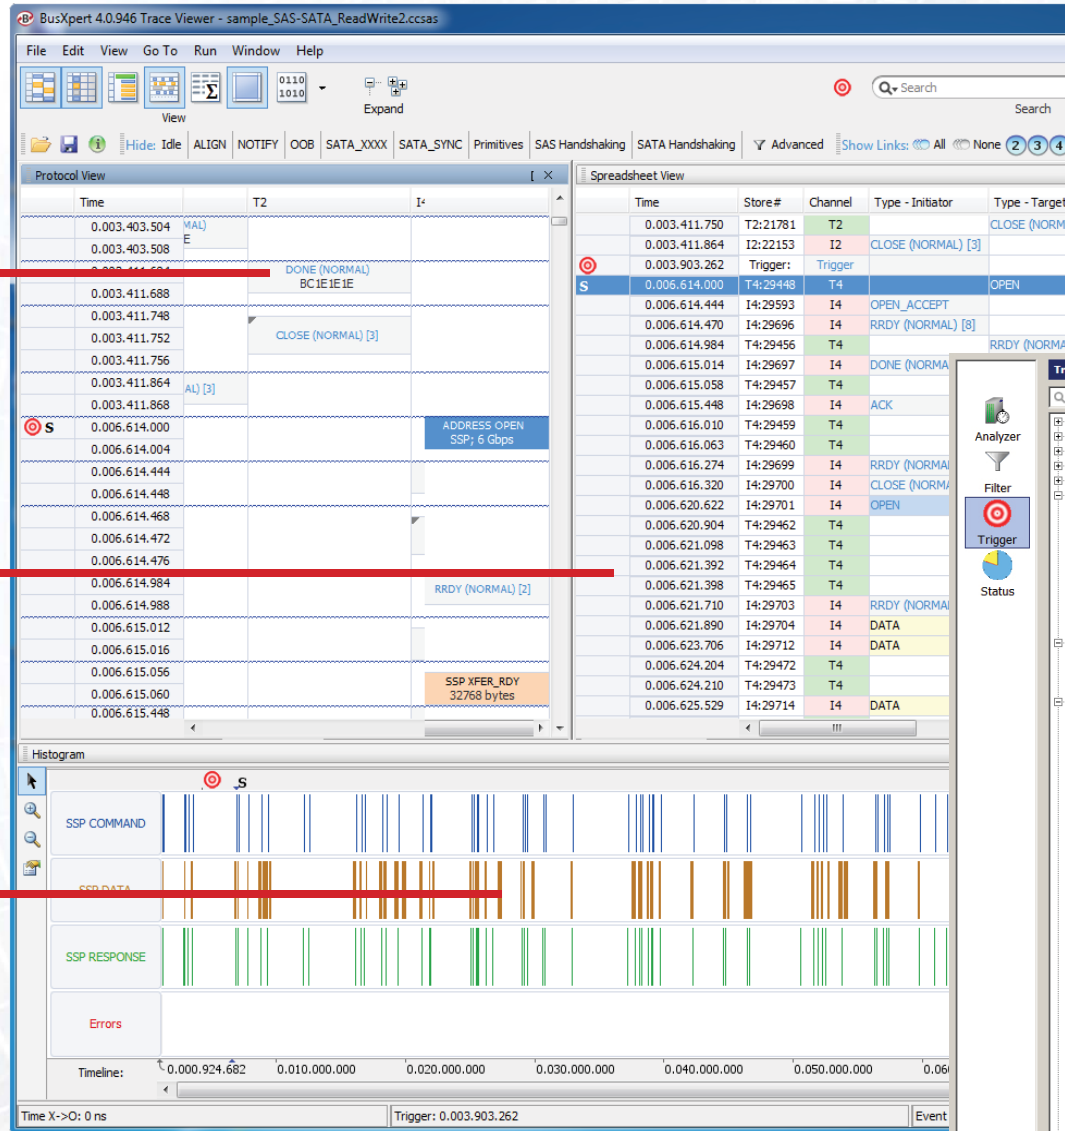 BusXpert 4.0.946 Trace Viewer - sample_SAS-SATA_ReadWrite2.ccsas
File Edit View Go To Run Window Help
0110
1010
View
Expand
Search
Search
Hide: Idle ALIGN NOTIFY OOB SATA_XXXX SATA_SYNC Primitives SAS Handshaking SATA Handshaking Advanced Show Links: All None 2 3 4
Protocol View
Time T2 I4
0.003.403.504 MAL)
0.003.403.508 E
DONE (NORMAL)
0.003.411.688 BC1E1E1E
0.003.411.748
0.003.411.752 CLOSE (NORMAL) [3]
0.003.411.756
0.003.411.864 AL) [3]
0.003.411.868
S 0.006.614.000 ADDRESS OPEN
0.006.614.004 SSP; 6 Gbps
0.006.614.444
0.006.614.448
0.006.614.468
0.006.614.472
0.006.614.476
0.006.614.984 RRDY (NORMAL) [2]
0.006.614.988
0.006.615.012
0.006.615.016
0.006.615.056 SSP XFER_RDY
0.006.615.060 32768 bytes
0.006.615.448
Spreadsheet View
Time Store# Channel Type - Initiator Type - Target
0.003.411.750 T2:21781 T2 CLOSE (NORM
0.003.411.864 I2:22153 I2 CLOSE (NORMAL) [3]
0.003.903.262 Trigger: Trigger
S 0.006.614.000 T4:29448 T4 OPEN
0.006.614.444 I4:29593 I4 OPEN_ACCEPT
0.006.614.470 I4:29696 I4 RRDY (NORMAL) [8]
0.006.614.984 T4:29456 T4 RRDY (NORMA
0.006.615.014 I4:29697 I4 DONE (NORMA
0.006.615.058 T4:29457 T4
0.006.615.448 I4:29698 I4 ACK
0.006.616.010 T4:29459 T4
0.006.616.063 T4:29460 T4
0.006.616.274 I4:29699 I4 RRDY (NORMA
0.006.616.320 I4:29700 I4 CLOSE (NORMA
0.006.620.622 I4:29701 I4 OPEN
0.006.620.904 T4:29462 T4
0.006.621.098 T4:29463 T4
0.006.621.392 T4:29464 T4
0.006.621.398 T4:29465 T4
0.006.621.710 I4:29703 I4 RRDY (NORMA
0.006.621.890 I4:29704 I4 DATA
0.006.623.706 I4:29712 I4 DATA
0.006.624.204 T4:29472 T4
0.006.624.210 T4:29473 T4
0.006.625.529 I4:29714 I4 DATA
Tr
Analyzer
Filter
Trigger
Status
Histogram
S
SSP COMMAND
SSP DATA
SSP RESPONSE
Errors
Timeline: 0.000.924.682 0.010.000.000 0.020.000.000 0.030.000.000 0.040.000.000 0.050.000.000 0.06
Time X->O: 0 ns Trigger: 0.003.903.262 Event